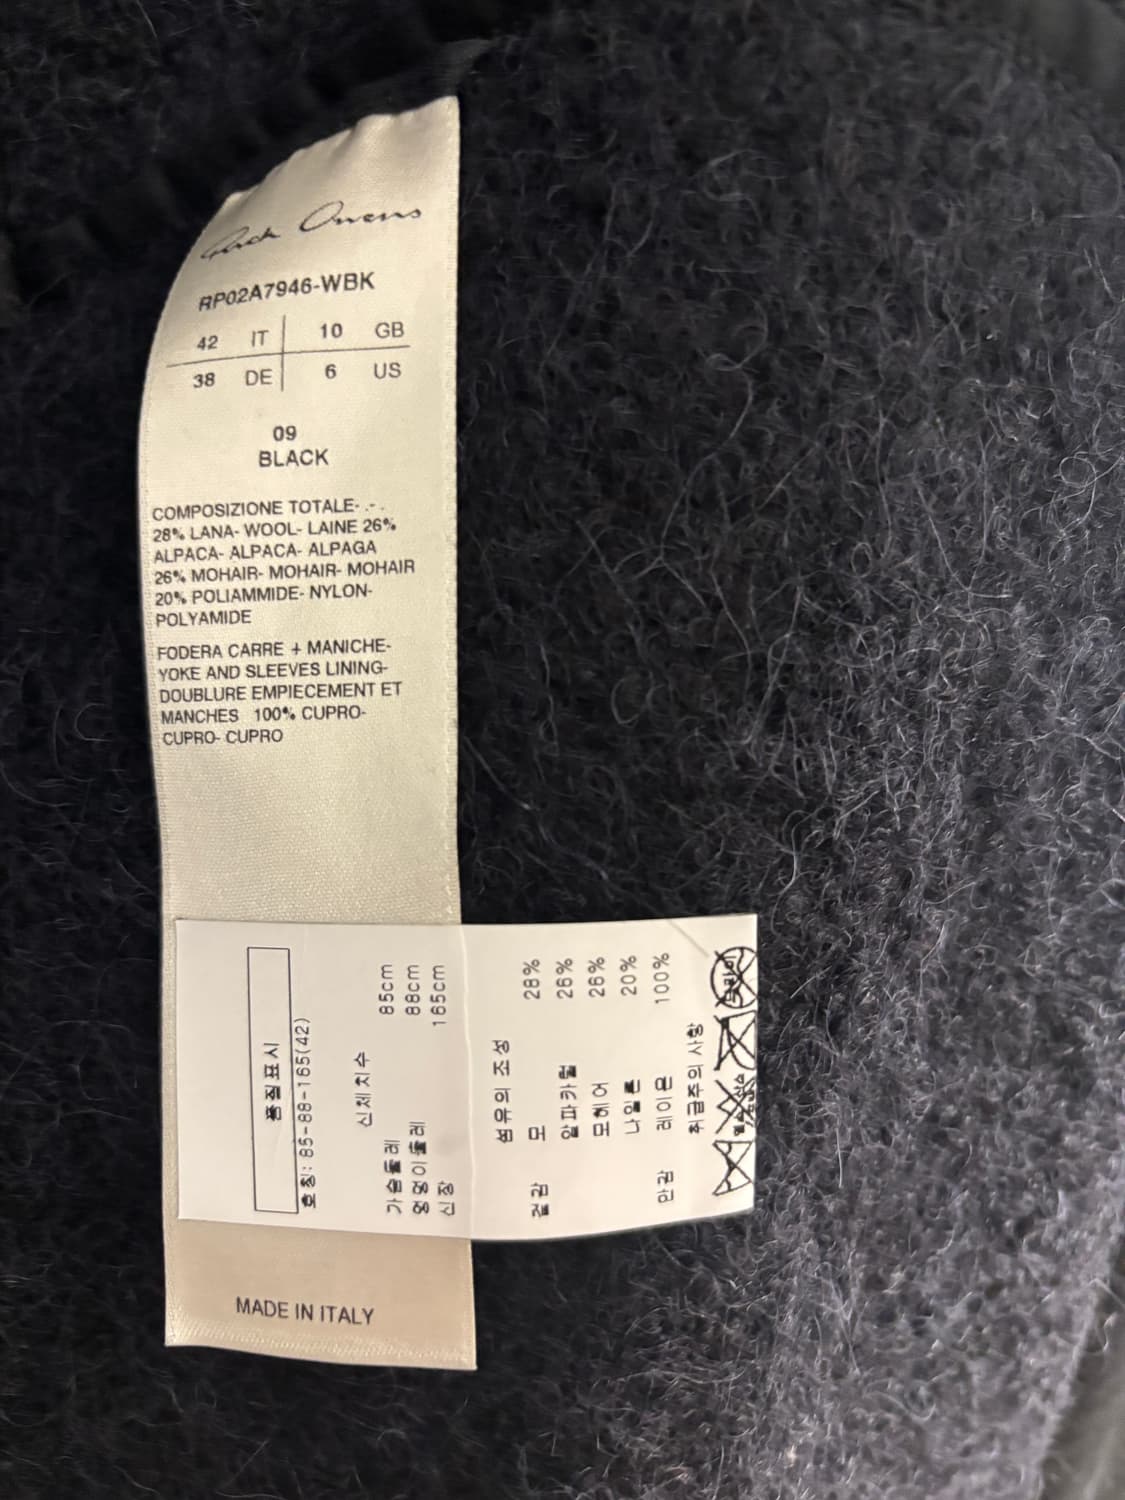 Rick Owens
RP02A7946-WBK
42 IT 10 GB
38 DE 6 US
09
BLACK
COMPOSIZIONE TOTALE- .-.
28% LANA- WOOL- LAINE 26%
ALPACA- ALPACA- ALPAGA
26% MOHAIR- MOHAIR- MOHAIR
20% POLIAMMIDE- NYLON-
POLYAMIDE
FODERA CARRE + MANICHE-
YOKE AND SLEEVES LINING-
DOUBLURE EMPIECEMENT ET
MANCHES 100% CUPRO-
CUPRO- CUPRO
품질표시
호칭: 85-88-165(42)
신체치수
가슴둘레 85cm
엉덩이둘레 88cm
신장 165cm
섬유의 조성
겉감 모 28%
알파카털 26%
모헤어 26%
나일론 20%
안감 레이온 100%
취급주의 사항
드라이
MADE IN ITALY